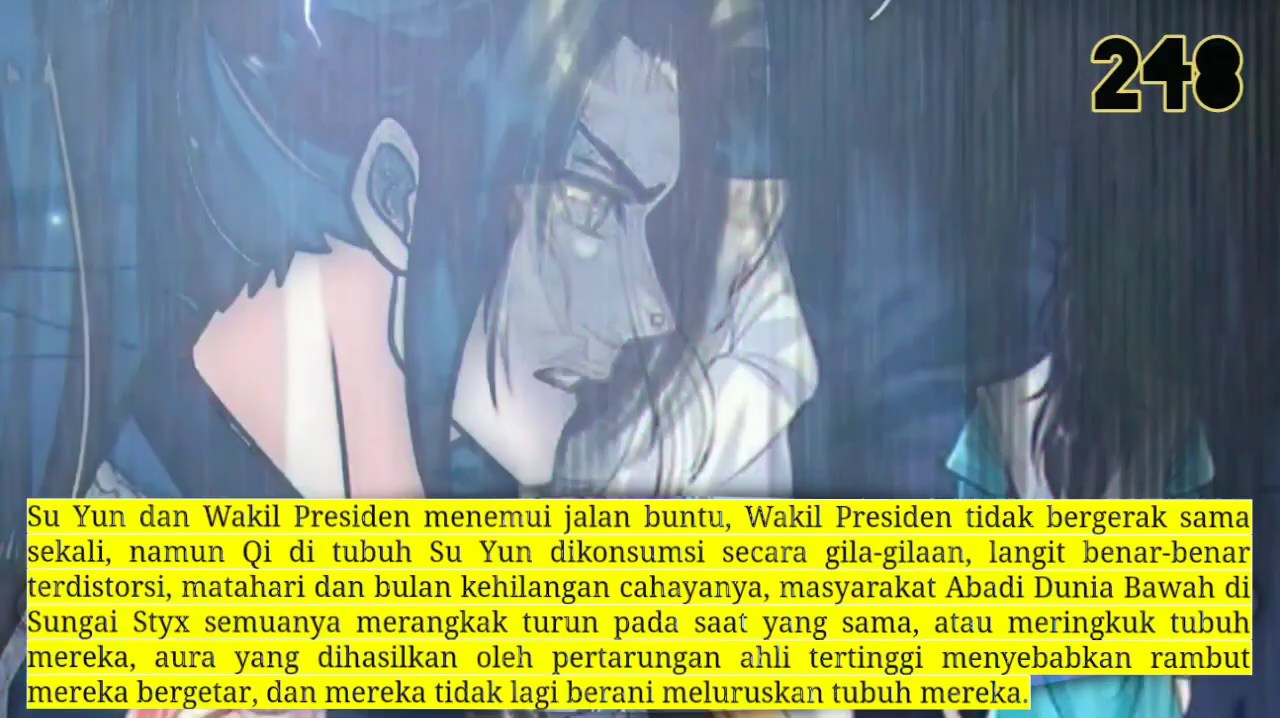 248
Su Yun dan Wakil Presiden menemui jalan buntu, Wakil Presiden tidak bergerak sama
sekali, namun Qi di tubuh Su Yun dikonsumsi secara gila-gilaan, langit benar-benar
terdistorsi, matahari dan bulan kehilangan cahayanya, masyarakat Abadi Dunia Bawah di
Sungai Styx semuanya merangkak turun pada saat yang sama, atau meringkuk tubuh
mereka, aura yang dihasilkan oleh pertarungan ahli tertinggi menyebabkan rambut
mereka bergetar, dan mereka tidak lagi berani meluruskan tubuh mereka.